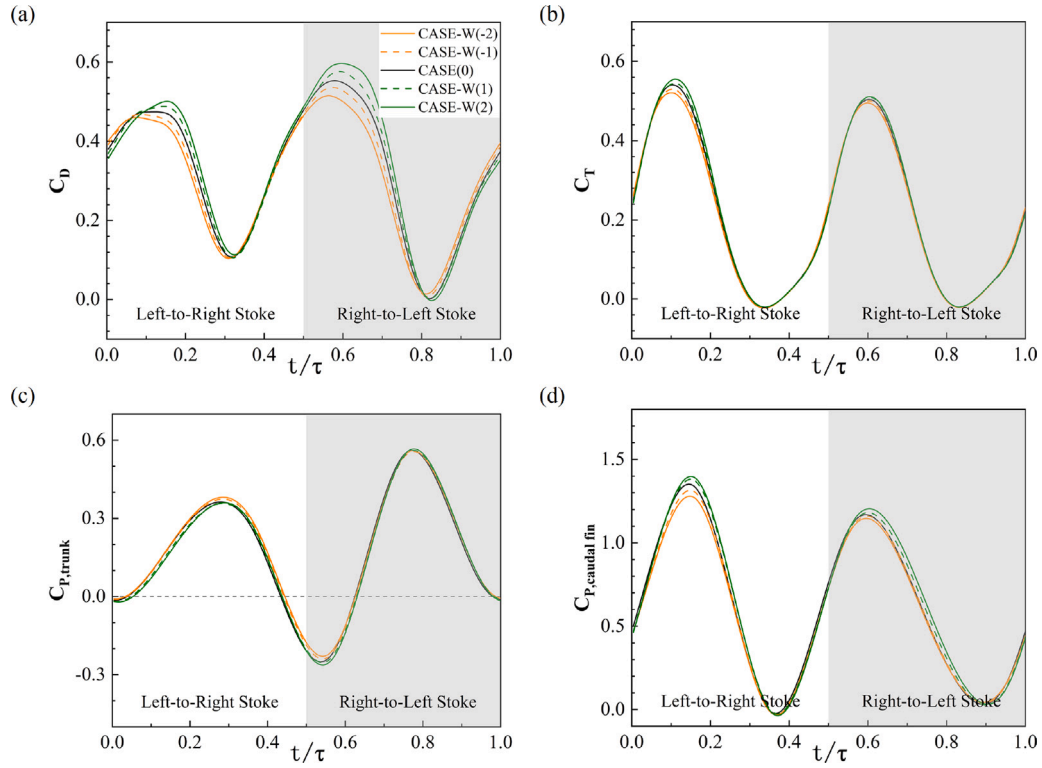 (a)
CASE-W(-2)
CASE-W(-1)
CASE(0)
CASE-W(1)
CASE-W(2)
0.6
0.4
0.2
0.0
C_D
Left-to-Right Stoke
Right-to-Left Stoke
0.0 0.2 0.4 0.6 0.8 1.0
t/τ
(b)
0.6
0.4
0.2
0.0
C_T
Left-to-Right Stoke
Right-to-Left Stoke
0.0 0.2 0.4 0.6 0.8 1.0
t/τ
(c)
0.6
0.3
0.0
-0.3
C_P,trunk
Left-to-Right Stoke
Right-to-Left Stoke
0.0 0.2 0.4 0.6 0.8 1.0
t/τ
(d)
1.5
1.0
0.5
0.0
C_P,caudal fin
Left-to-Right Stoke
Right-to-Left Stoke
0.0 0.2 0.4 0.6 0.8 1.0
t/τ